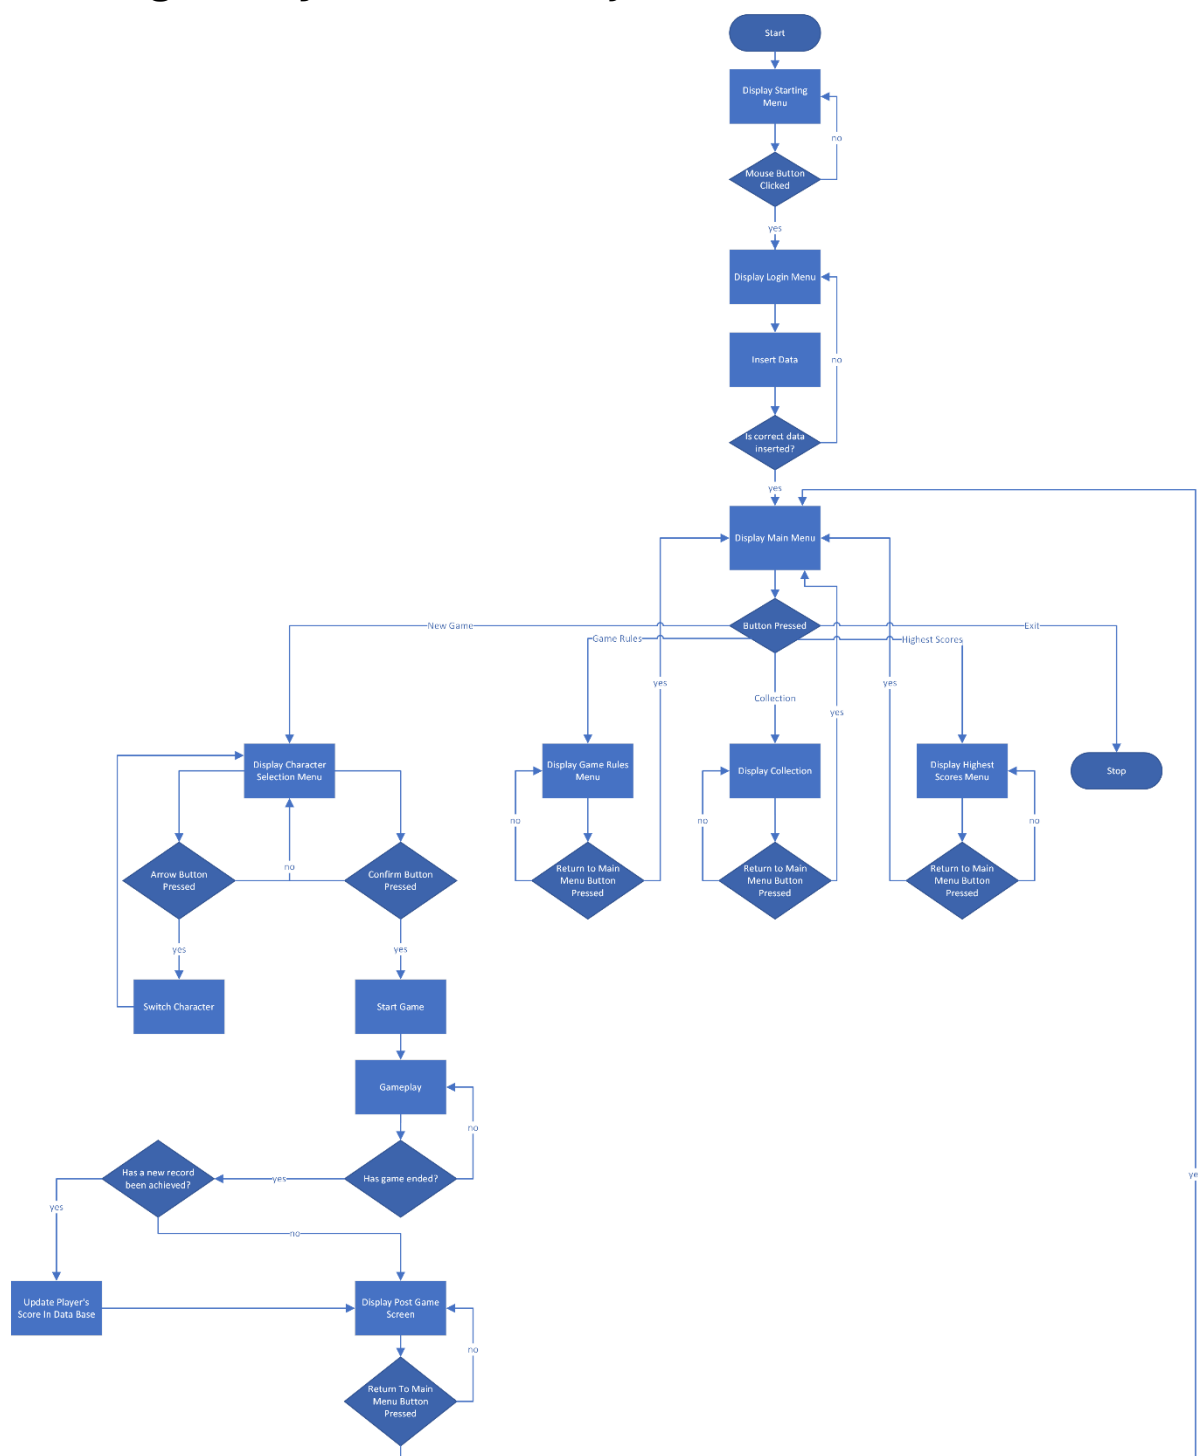 Start
Display Starting
Menu
no
Mouse Button
Clicked
yes
Display Login Menu
Insert Data
no
Is correct data
inserted?
yes
Display Main Menu
Button Pressed
New Game
Exit
Game Rules
Highest Scores
yes
yes
Collection
yes
Display Character
Selection Menu
Display Game Rules
Menu
Display Collection
Display Highest
Scores Menu
Stop
no
no
no
no
Arrow Button
Pressed
Confirm Button
Pressed
Return to Main
Menu Button
Pressed
Return to Main
Menu Button
Pressed
Return to Main
Menu Button
Pressed
yes
yes
Switch Character
Start Game
Gameplay
no
Has a new record
been achieved?
yes
Has game ended?
ye
yes
no
Update Player's
Score In Data Base
Display Post Game
Screen
no
Return To Main
Menu Button
Pressed